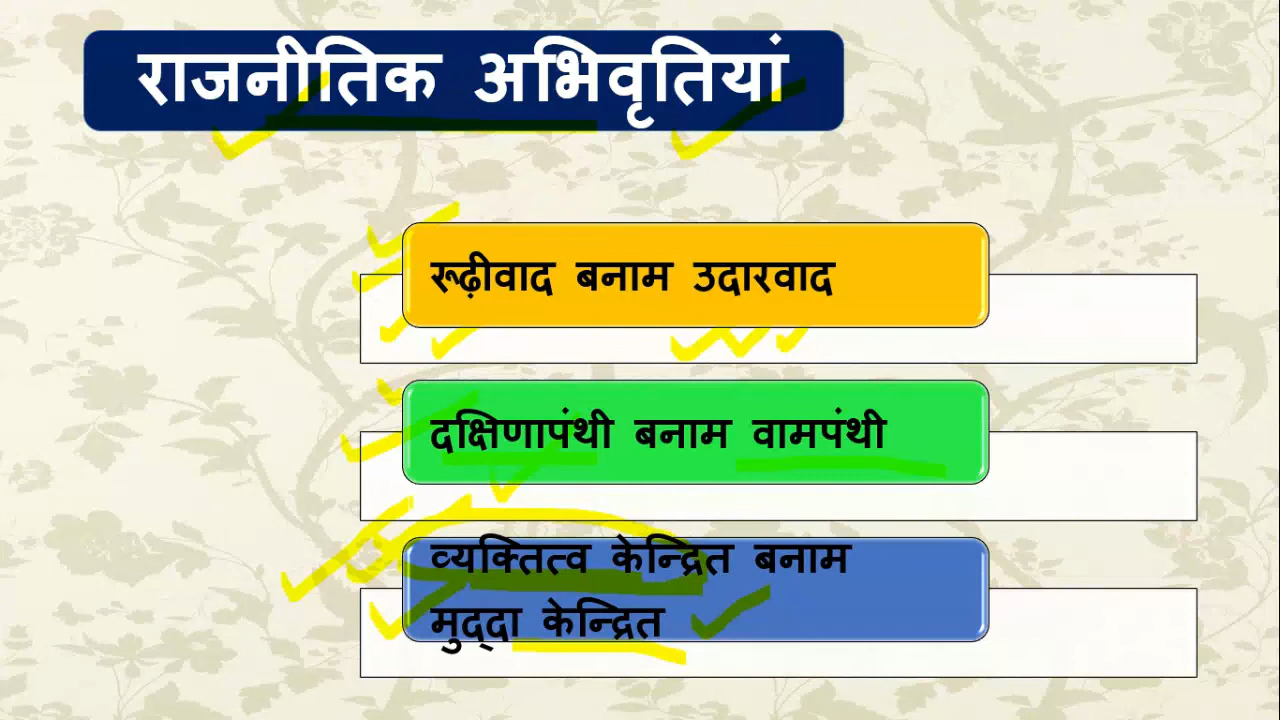 राजनीतिक अभिवृतियां
रूढ़ीवाद बनाम उदारवाद
दक्षिणापंथी बनाम वामपंथी
व्यक्तित्व केन्द्रित बनाम
मुद्दा केन्द्रित